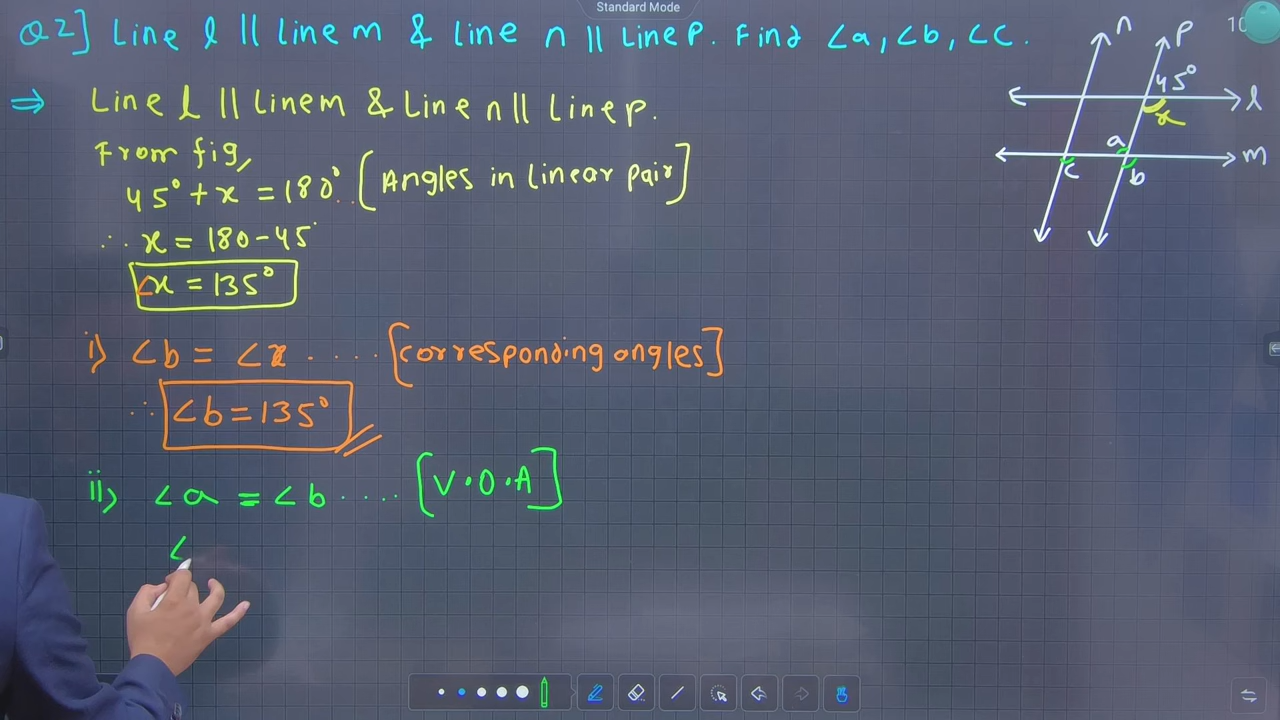 Standard Mode
Q2] Line l || line m & line n || Line p. Find ∠a, ∠b, ∠c.
10
⇒ Line l || Line m & Line n || Line p.
From fig,
45° + x = 180° .. [Angles in linear pair]
∴ x = 180 - 45
∠x = 135°
i) ∠b = ∠x ..... [corresponding angles]
∴ ∠b = 135°
ii) ∠a = ∠b .... [V.O.A]
∠
n
p
45°
l
x
a
m
c
b